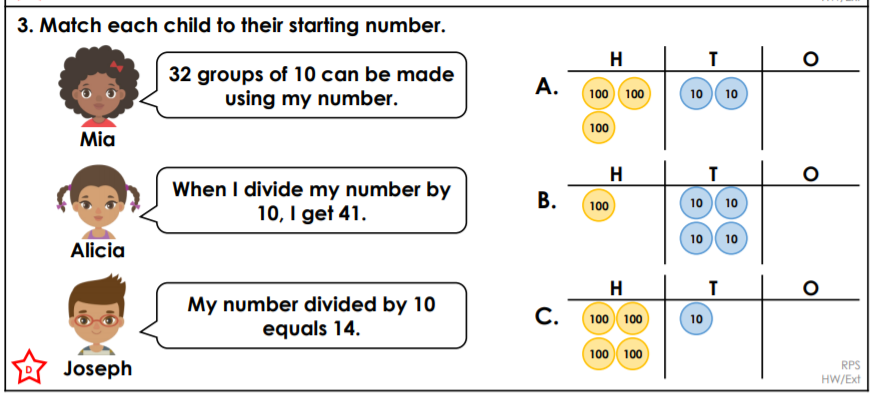 3. Match each child to their starting number.
32 groups of 10 can be made
using my number.
Mia
When I divide my number by
10, I get 41.
Alicia
My number divided by 10
equals 14.
Joseph
D
A.
H T O
100 100 10 10
100
B.
H T O
100 10 10
10 10
C.
H T O
100 100 10
100 100
RPS
HW/Ext